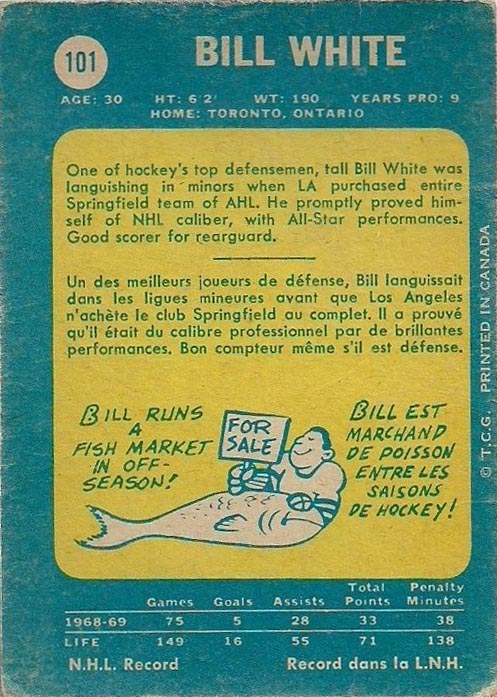 101
BILL WHITE
AGE: 30 HT: 6'2' WT: 190 YEARS PRO: 9
HOME: TORONTO, ONTARIO
One of hockey's top defensemen, tall Bill White was
languishing in minors when LA purchased entire
Springfield team of AHL. He promptly proved him-
self of NHL caliber, with All-Star performances.
Good scorer for rearguard.
Un des meilleurs joueurs de défense, Bill languissait
dans les ligues mineures avant que Los Angeles
n'achète le club Springfield au complet. Il a prouvé
qu'il était du calibre professionnel par de brillantes
performances. Bon compteur même s'il est défense.
BILL RUNS
A
FISH MARKET
IN OFF-
SEASON!
FOR
SALE
BILL EST
MARCHAND
DE POISSON
ENTRE LES
SAISONS
DE HOCKEY!
© T.C.G. PRINTED IN CANADA
Games Goals Assists Total Points Penalty Minutes
1968-69 75 5 28 33 38
LIFE 149 16 55 71 138
N.H.L. Record Record dans la L.N.H.